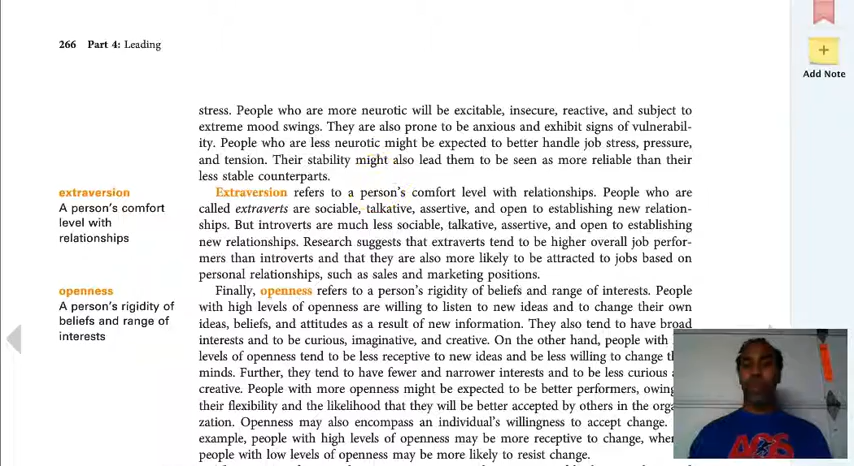 266 Part 4: Leading
Add Note
stress. People who are more neurotic will be excitable, insecure, reactive, and subject to
extreme mood swings. They are also prone to be anxious and exhibit signs of vulnerabil-
ity. People who are less neurotic might be expected to better handle job stress, pressure,
and tension. Their stability might also lead them to be seen as more reliable than their
less stable counterparts.
extraversion
A person's comfort
level with
relationships
Extraversion refers to a person's comfort level with relationships. People who are
called extraverts are sociable, talkative, assertive, and open to establishing new relation-
ships. But introverts are much less sociable, talkative, assertive, and open to establishing
new relationships. Research suggests that extraverts tend to be higher overall job perfor-
mers than introverts and that they are also more likely to be attracted to jobs based on
personal relationships, such as sales and marketing positions.
openness
A person's rigidity of
beliefs and range of
interests
Finally, openness refers to a person's rigidity of beliefs and range of interests. People
with high levels of openness are willing to listen to new ideas and to change their own
ideas, beliefs, and attitudes as a result of new information. They also tend to have broad
interests and to be curious, imaginative, and creative. On the other hand, people with
levels of openness tend to be less receptive to new ideas and be less willing to change
minds. Further, they tend to have fewer and narrower interests and to be less curious
creative. People with more openness might be expected to be better performers, owing
their flexibility and the likelihood that they will be better accepted by others in the
zation. Openness may also encompass an individual's willingness to accept change.
example, people with high levels of openness may be more receptive to change,
people with low levels of openness may be more likely to resist change.